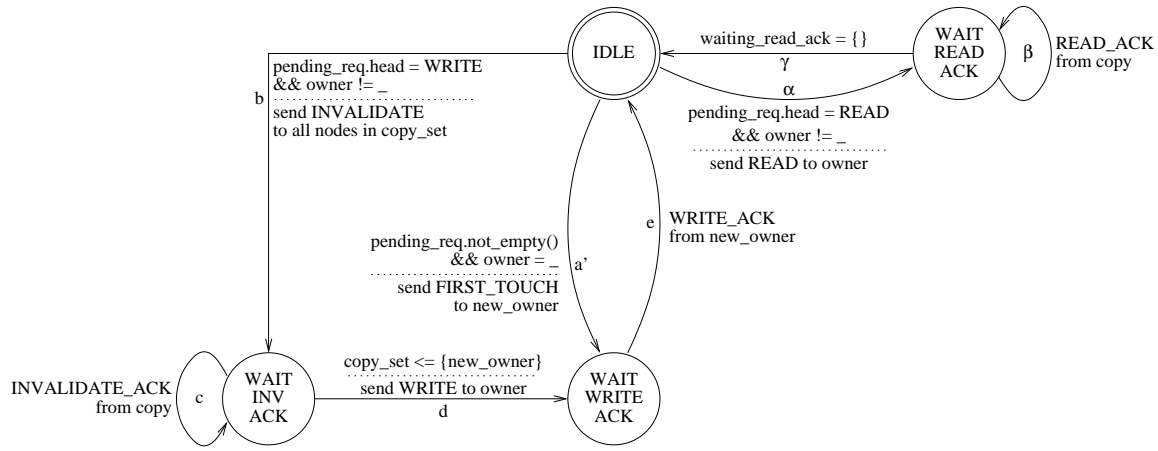 IDLE
WAIT
READ
ACK
β
READ_ACK
from copy
waiting_read_ack = {}
γ
α
pending_req.head = READ
&& owner != _
send READ to owner
b
pending_req.head = WRITE
&& owner != _
send INVALIDATE
to all nodes in copy_set
e
WRITE_ACK
from new_owner
pending_req.not_empty()
&& owner = _
a'
send FIRST_TOUCH
to new_owner
INVALIDATE_ACK
from copy
c
WAIT
INV
ACK
copy_set <= {new_owner}
send WRITE to owner
d
WAIT
WRITE
ACK